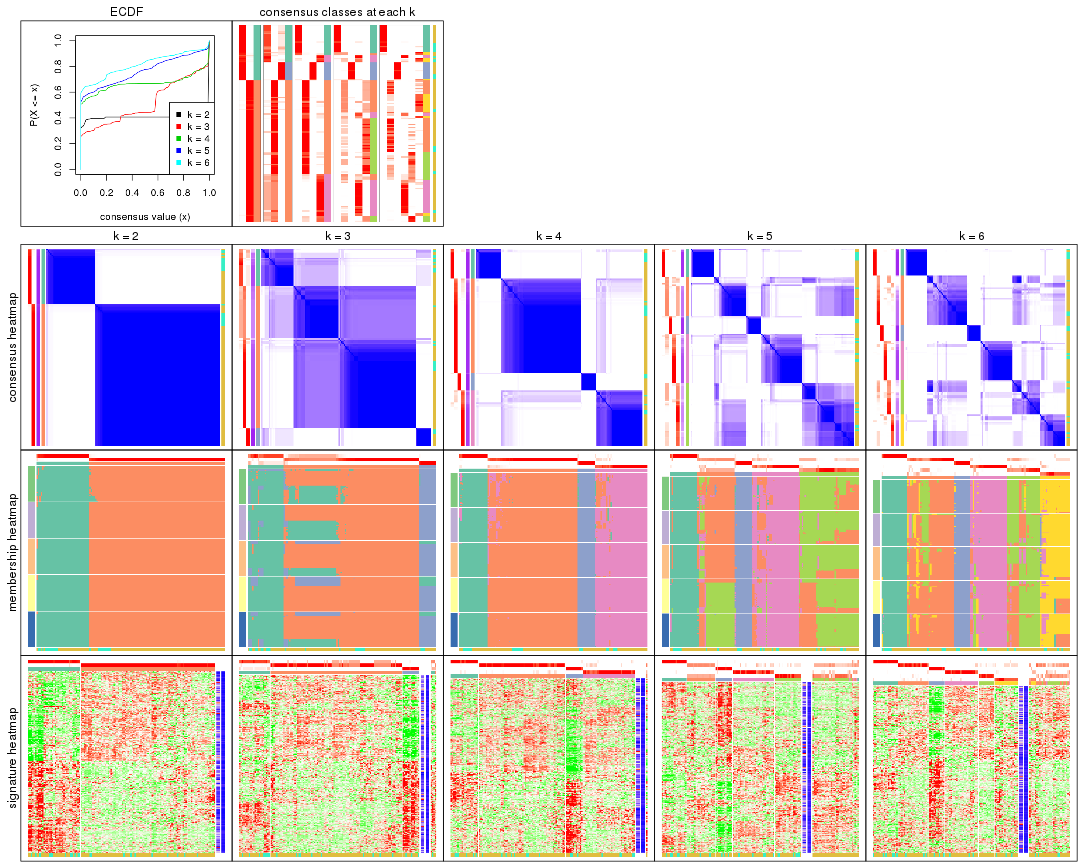 ECDF
consensus classes at each k
P(X <= x)
0.0 0.2 0.4 0.6 0.8 1.0
k = 2
k = 3
k = 4
k = 5
k = 6
0.0 0.2 0.4 0.6 0.8 1.0
consensus value (x)
k = 2
k = 3
k = 4
k = 5
k = 6
consensus heatmap
membership heatmap
signature heatmap